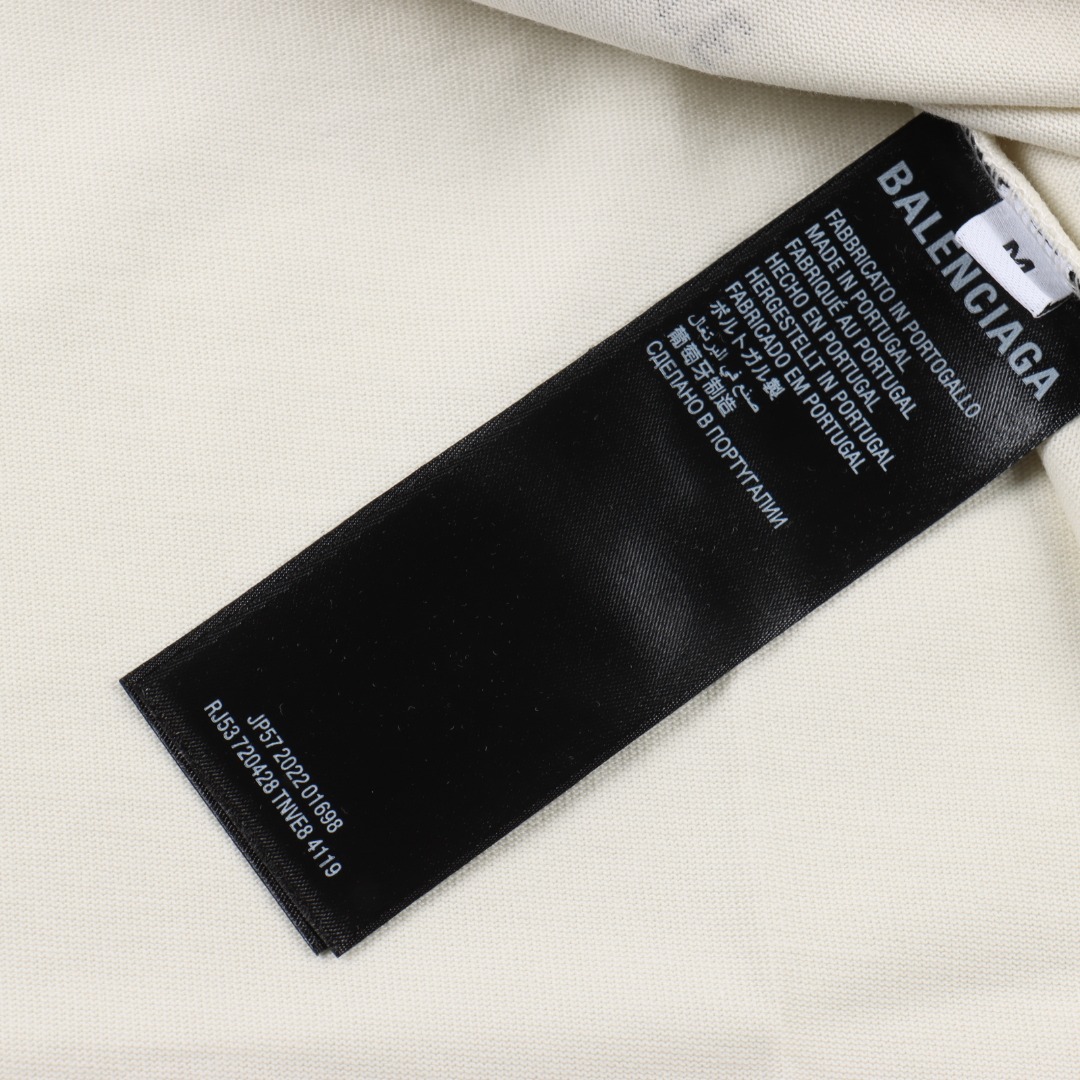 BALENCIAGA
M
FABBRICATO IN PORTOGALLO
MADE IN PORTUGAL
FABRIQUÉ AU PORTUGAL
HECHO EN PORTUGAL
HERGESTELLT IN PORTUGAL
FABRICADO EM PORTUGAL
ポルトガル製
صنع في البرتغال
葡萄牙制造
СДЕЛАНО В ПОРТУГАЛИИ
JP57 2022 01698
RJ53 720428 TNVE8 4119